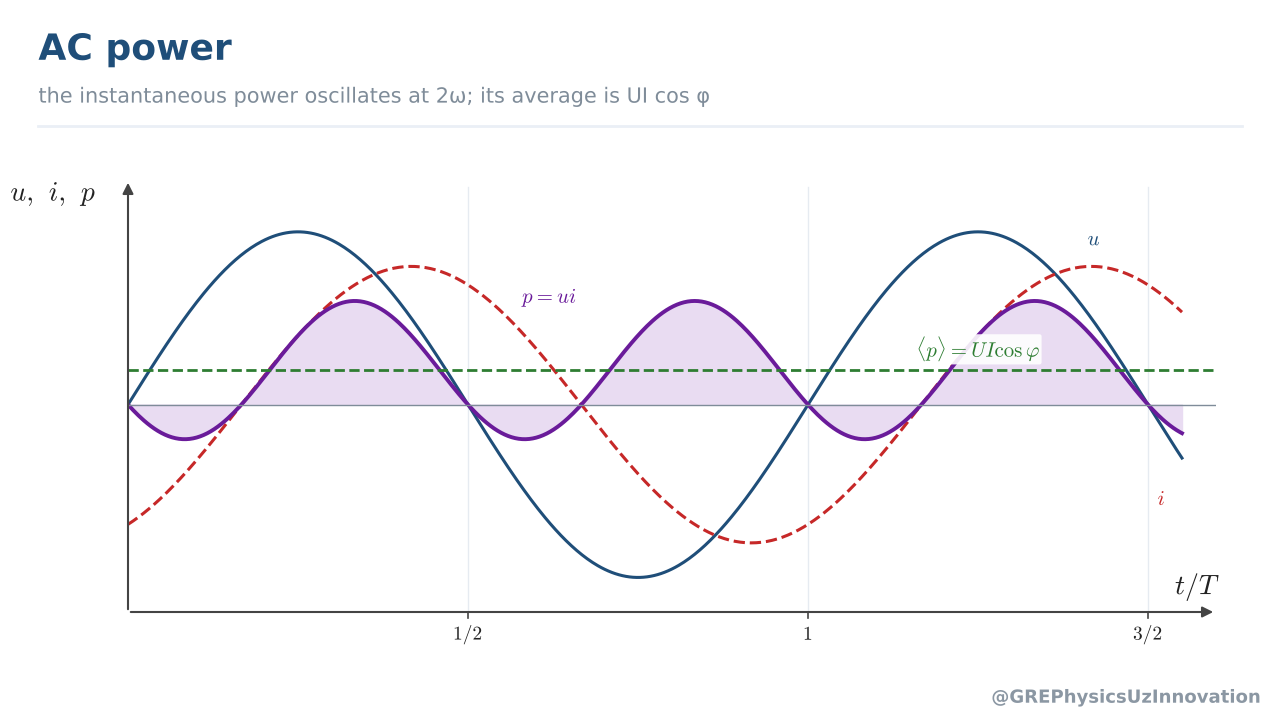 AC power
the instantaneous power oscillates at 2ω; its average is UI cos φ
u, i, p
u
p = ui
⟨p⟩ = UI cos φ
i
t/T
1/2
1
3/2
@GREPhysicsUzInnovation